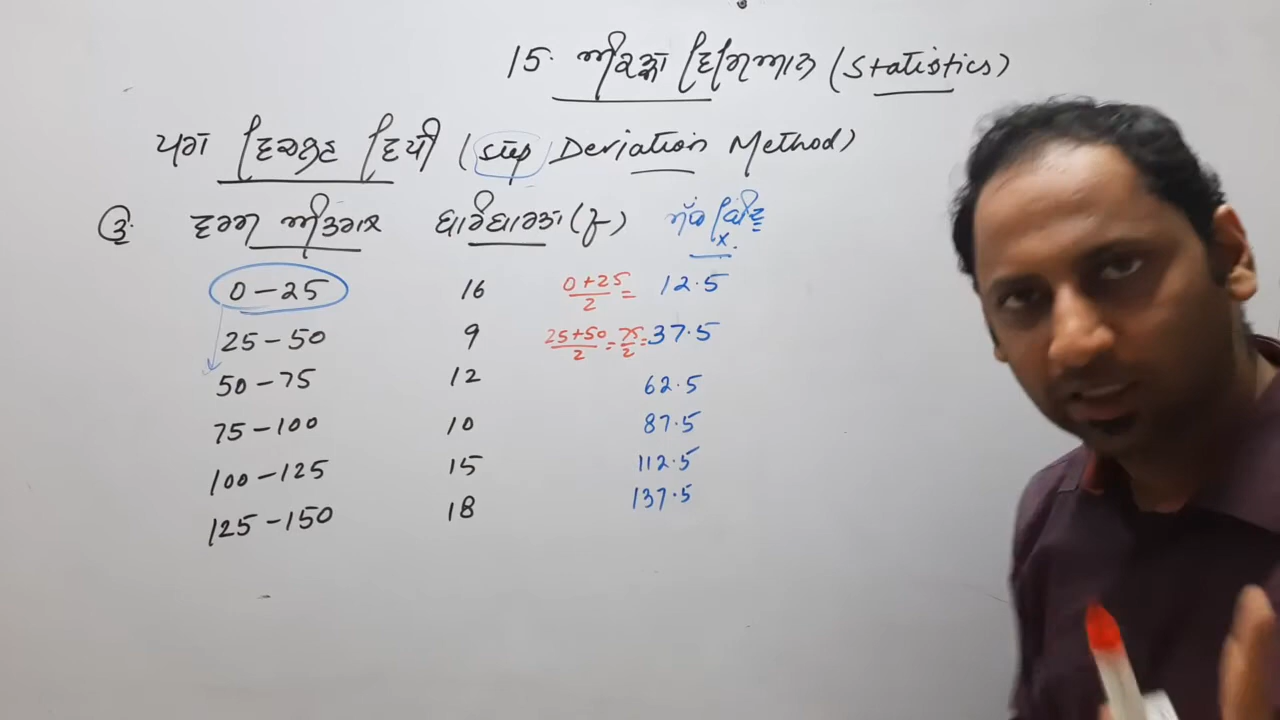 15. ਅੰਕੜਾ ਵਿਗਿਆਨ (Statistics)
ਪਗ ਵਿਚਲਣ ਵਿਧੀ (Step Deviation Method)
ਵਰਗ ਅੰਤਰਾਲ ਬਾਰੰਬਾਰਤਾ (f) ਮੱਧ ਬਿੰਦੂ
x.
0-25 16 0+25/2= 12.5
25-50 9 25+50/2=75/2= 37.5
50-75 12 62.5
75-100 10 87.5
100-125 15 112.5
125-150 18 137.5